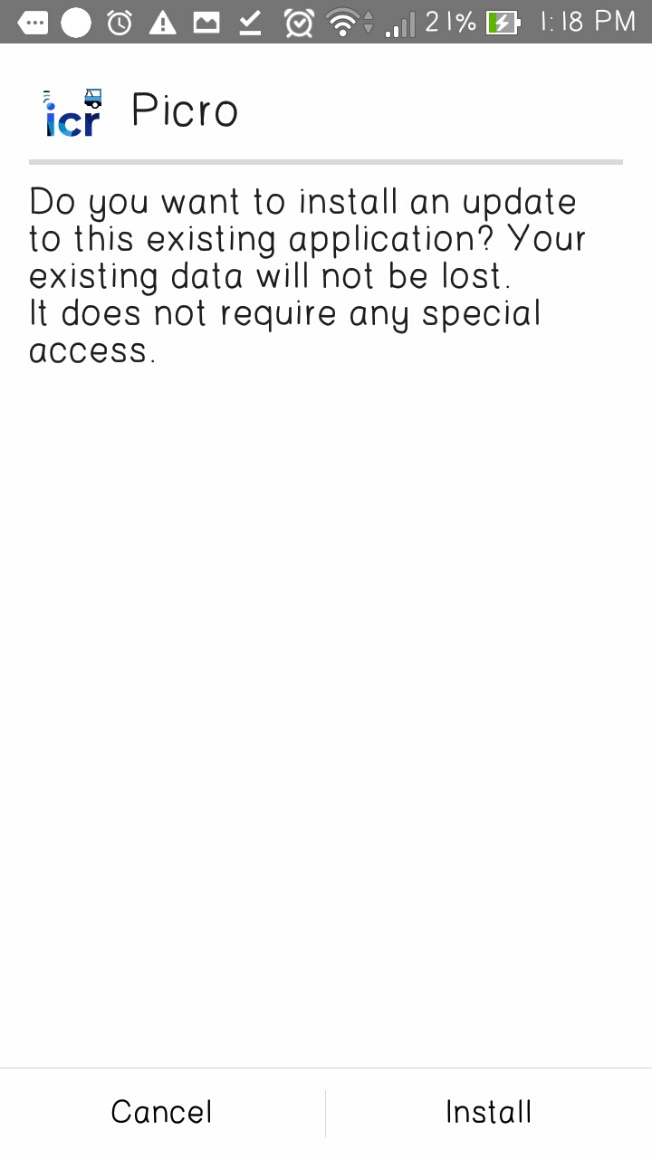 21% 1:18 PM
icr Picro
Do you want to install an update
to this existing application? Your
existing data will not be lost.
It does not require any special
access.
Cancel Install